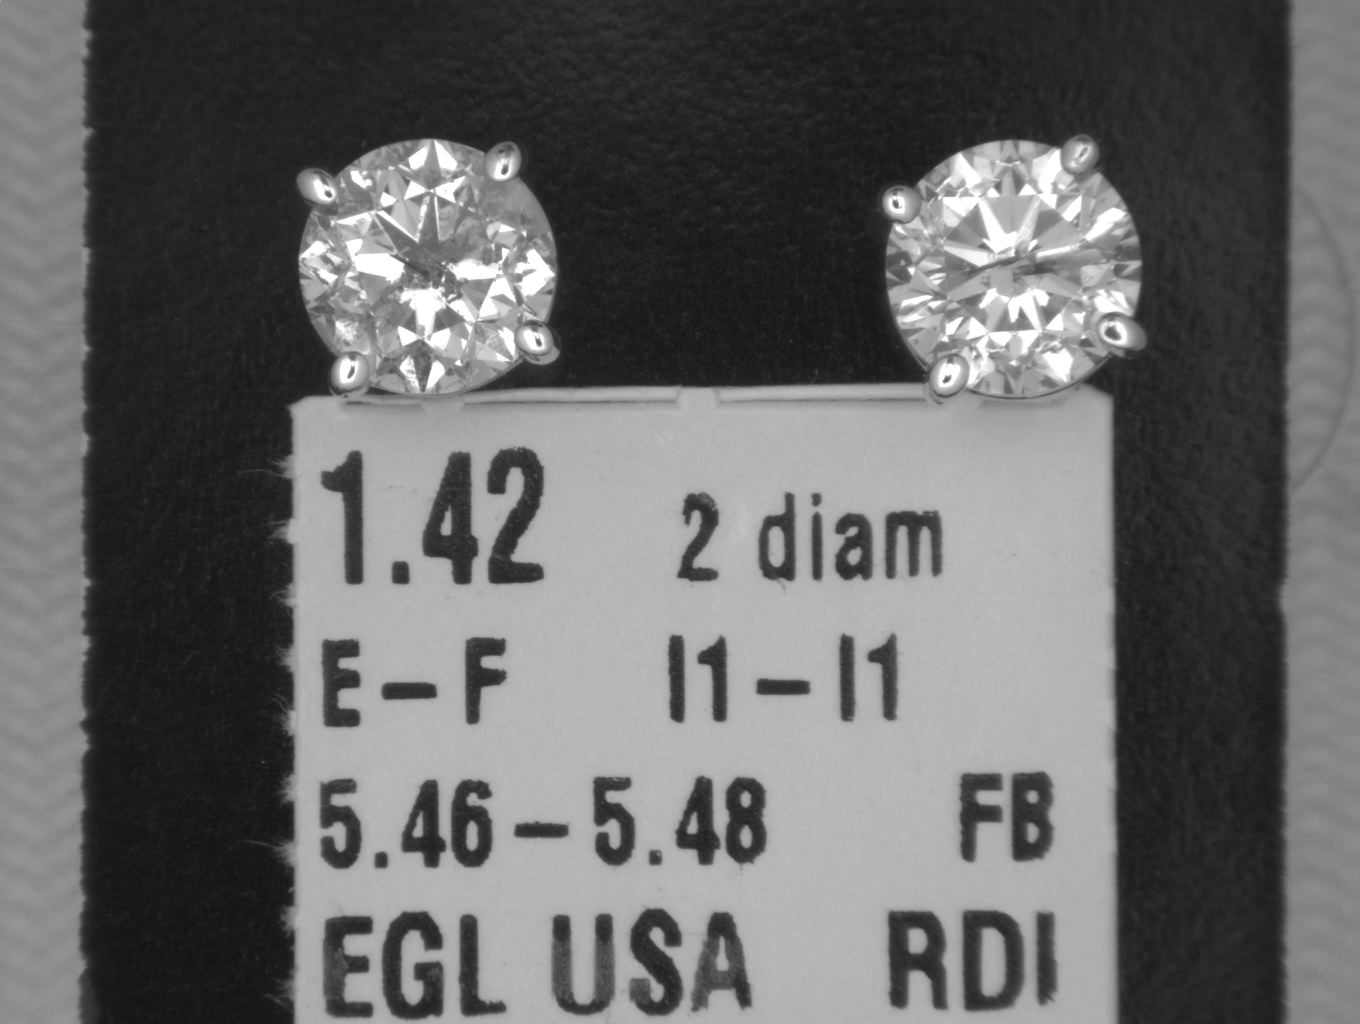 1.42 2 diam
E-F I1-I1
5.46-5.48 FB
EGL USA RDI